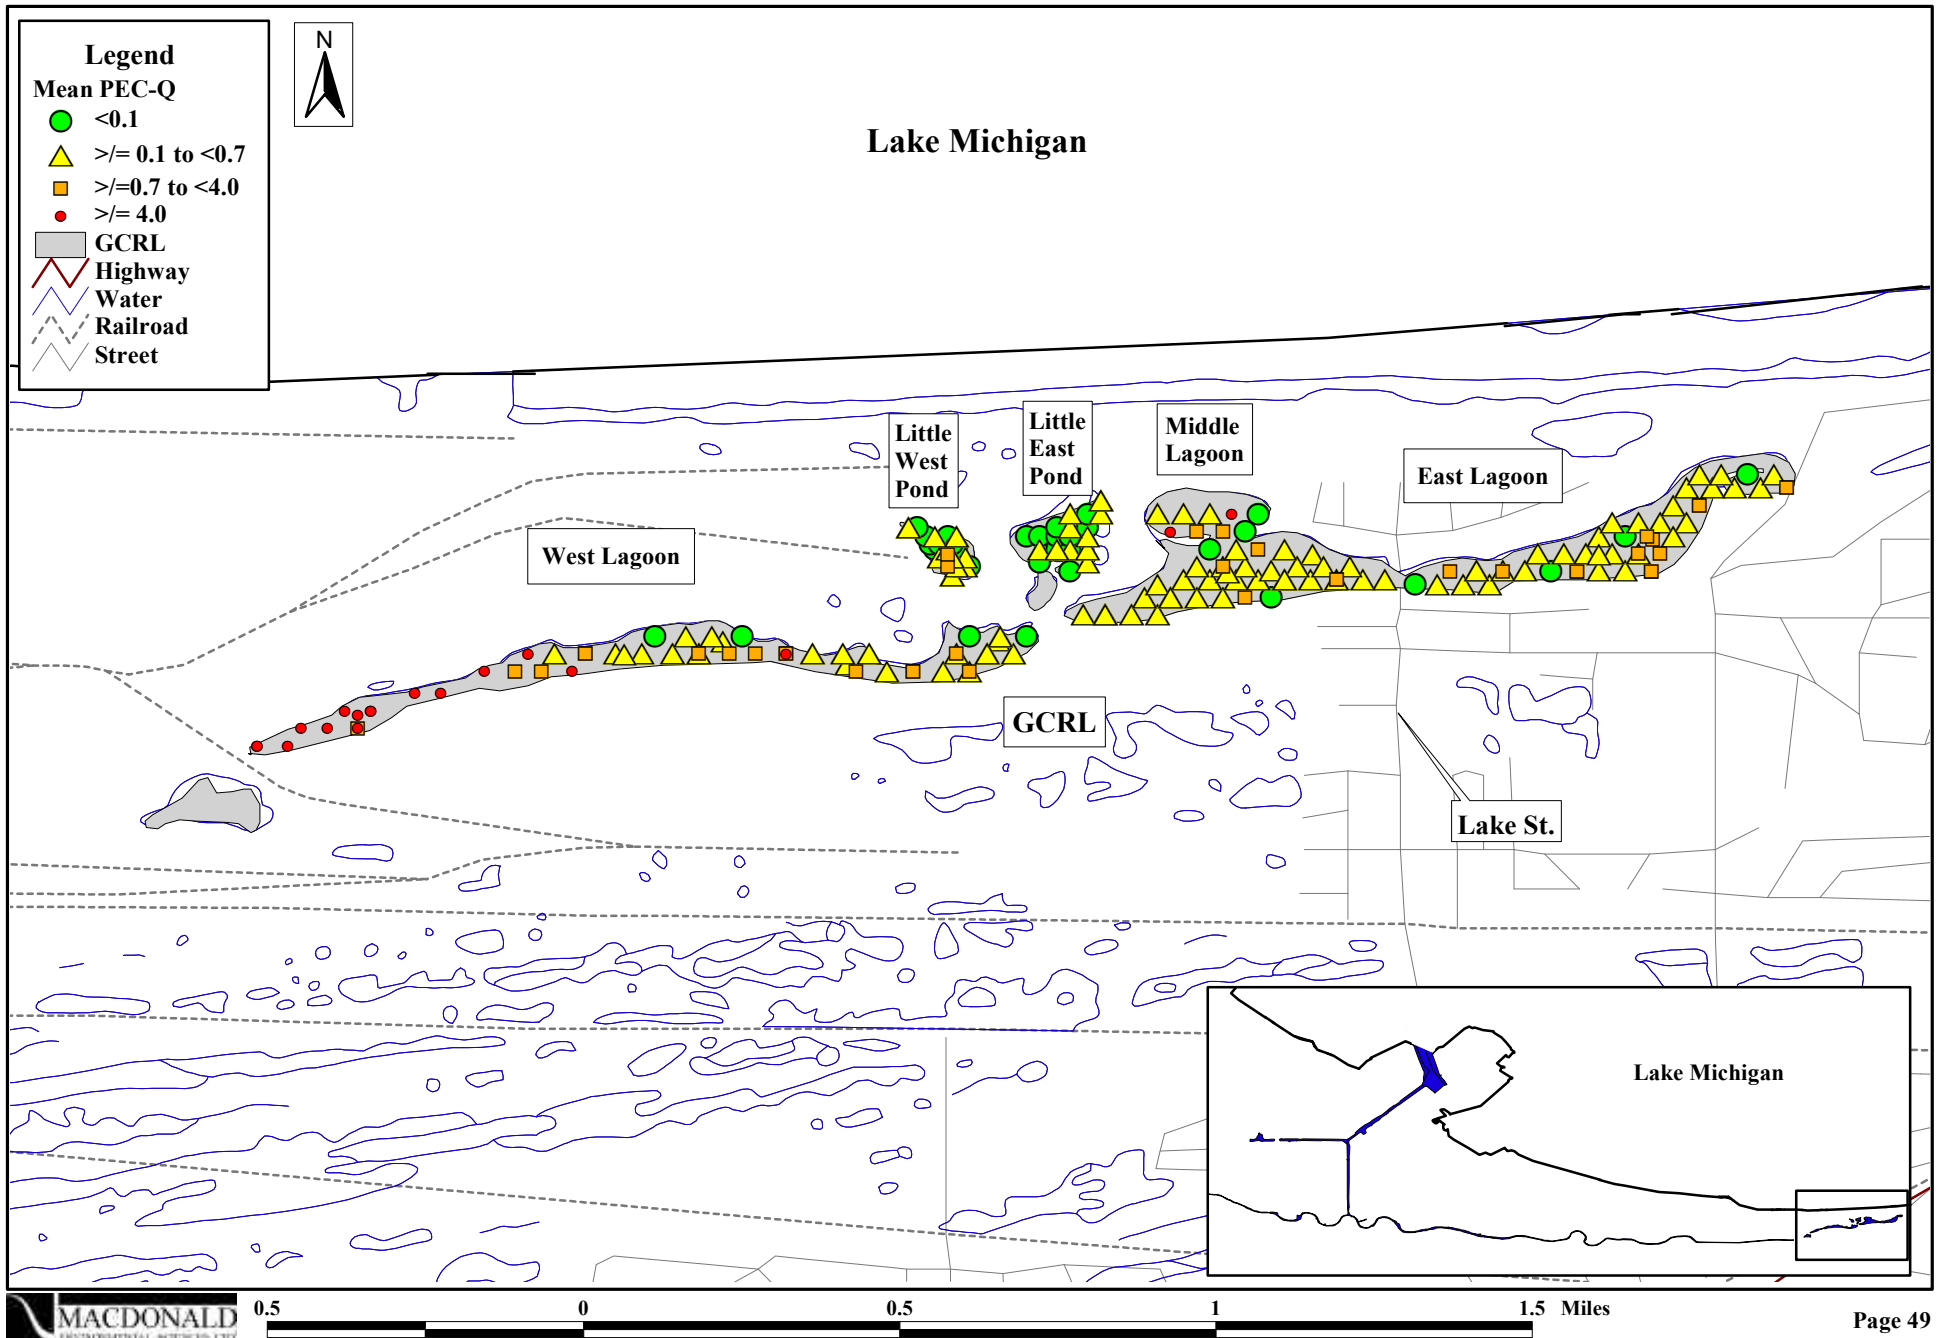 Legend
Mean PEC-Q
<0.1
>/= 0.1 to <0.7
>/=0.7 to <4.0
>/= 4.0
GCRL
Highway
Water
Railroad
Street
N
Lake Michigan
Little
West
Pond
Little
East
Pond
Middle
Lagoon
East Lagoon
West Lagoon
GCRL
Lake St.
Lake Michigan
MACDONALD
0.5 0 0.5 1 1.5 Miles
Page 49